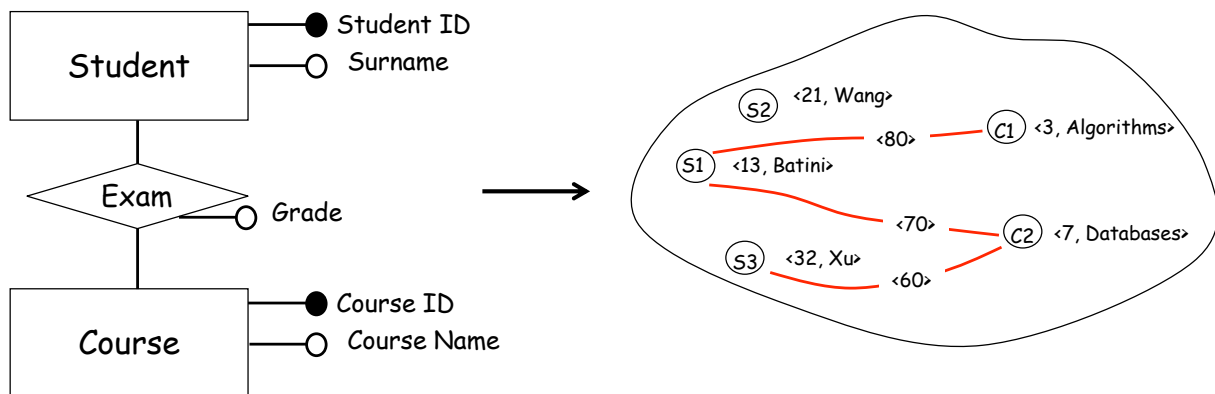 Student
Student ID
Surname
Exam
Grade
Course
Course ID
Course Name
S2 <21, Wang>
<80>
C1 <3, Algorithms>
S1 <13, Batini>
<70>
C2 <7, Databases>
S3 <32, Xu>
<60>